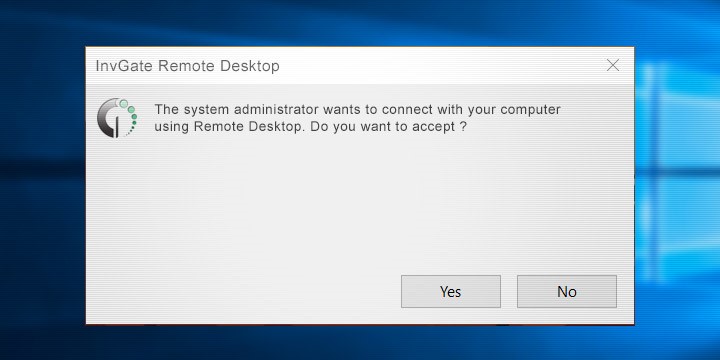 InvGate Remote Desktop
The system administrator wants to connect with your computer
using Remote Desktop. Do you want to accept ?
Yes
No